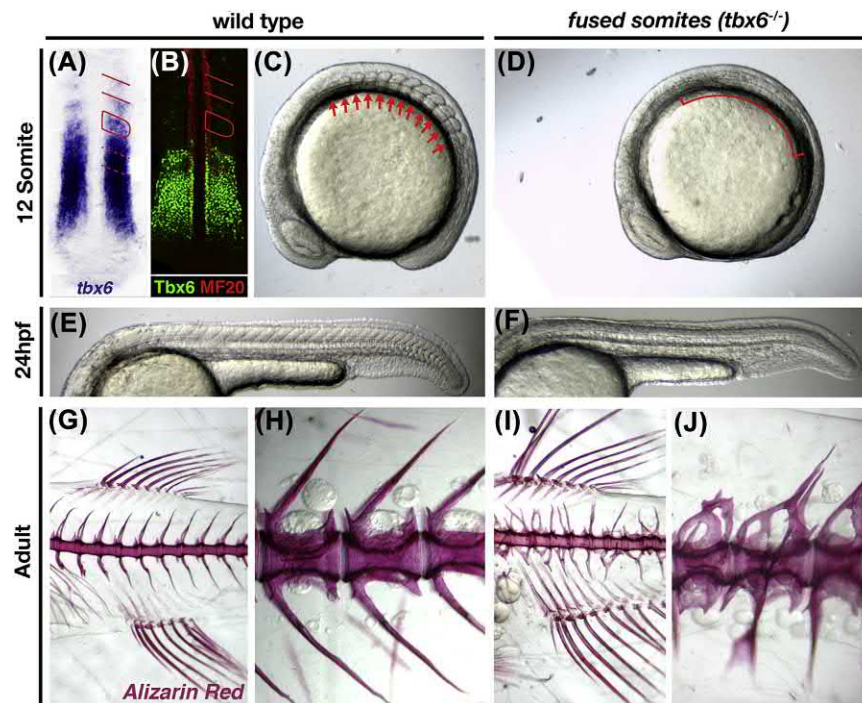 wild type
fused somites (tbx6-/-)
12 Somite
(A)
(B)
(C)
(D)
tbx6
Tbx6 MF20
24hpf
(E)
(F)
Adult
(G)
(H)
(I)
(J)
Alizarin Red